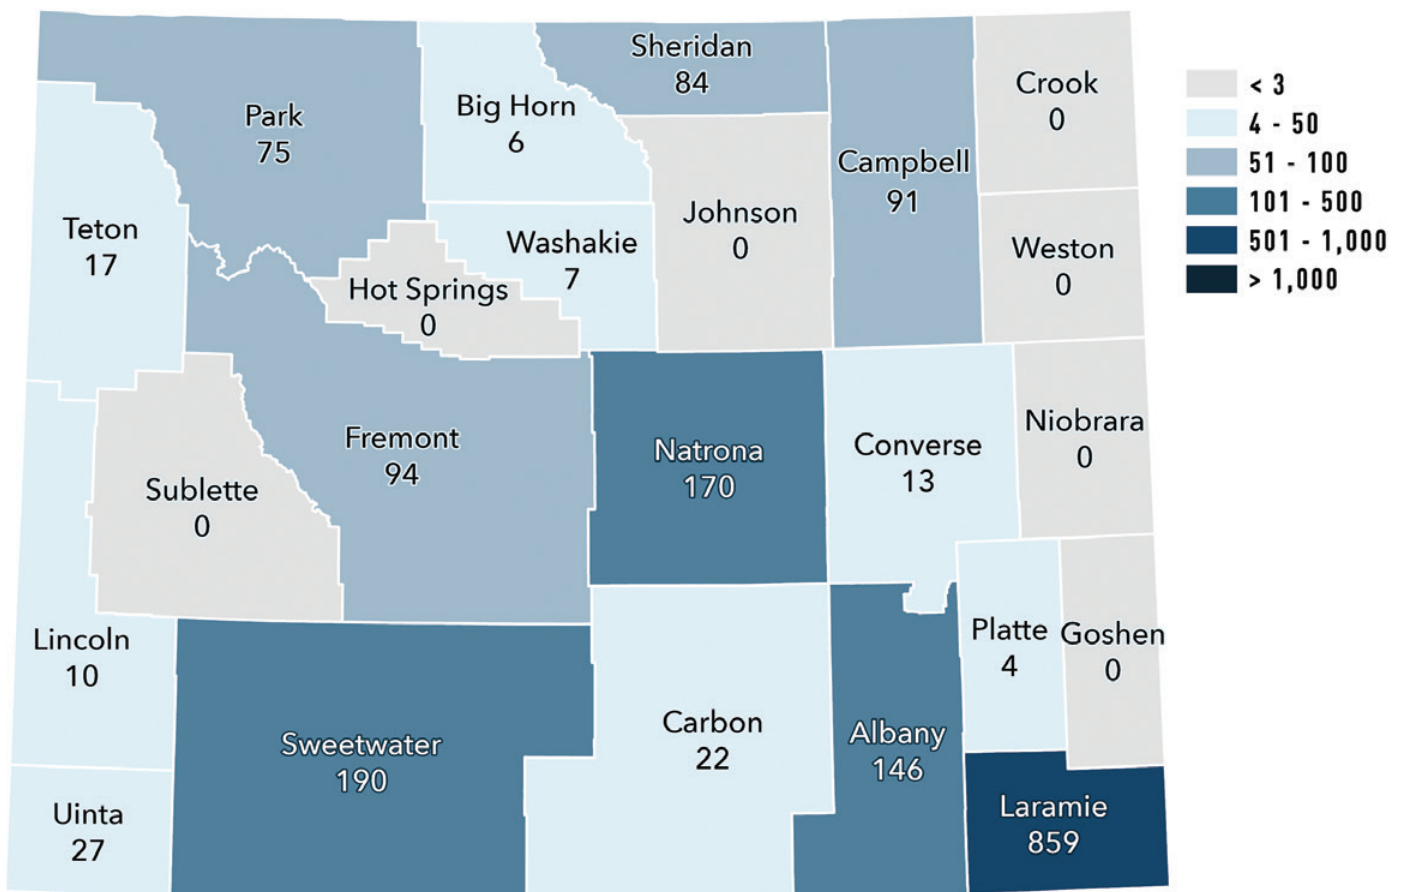 Sheridan
84
Park
75
Big Horn
6
Crook
0
Campbell
91
Teton
17
Johnson
0
Washakie
7
Weston
0
Hot Springs
0
Fremont
94
Natrona
170
Converse
13
Niobrara
0
Sublette
0
Lincoln
10
Platte
4
Goshen
0
Sweetwater
190
Carbon
22
Albany
146
Uinta
27
Laramie
859
< 3
4 - 50
51 - 100
101 - 500
501 - 1,000
> 1,000